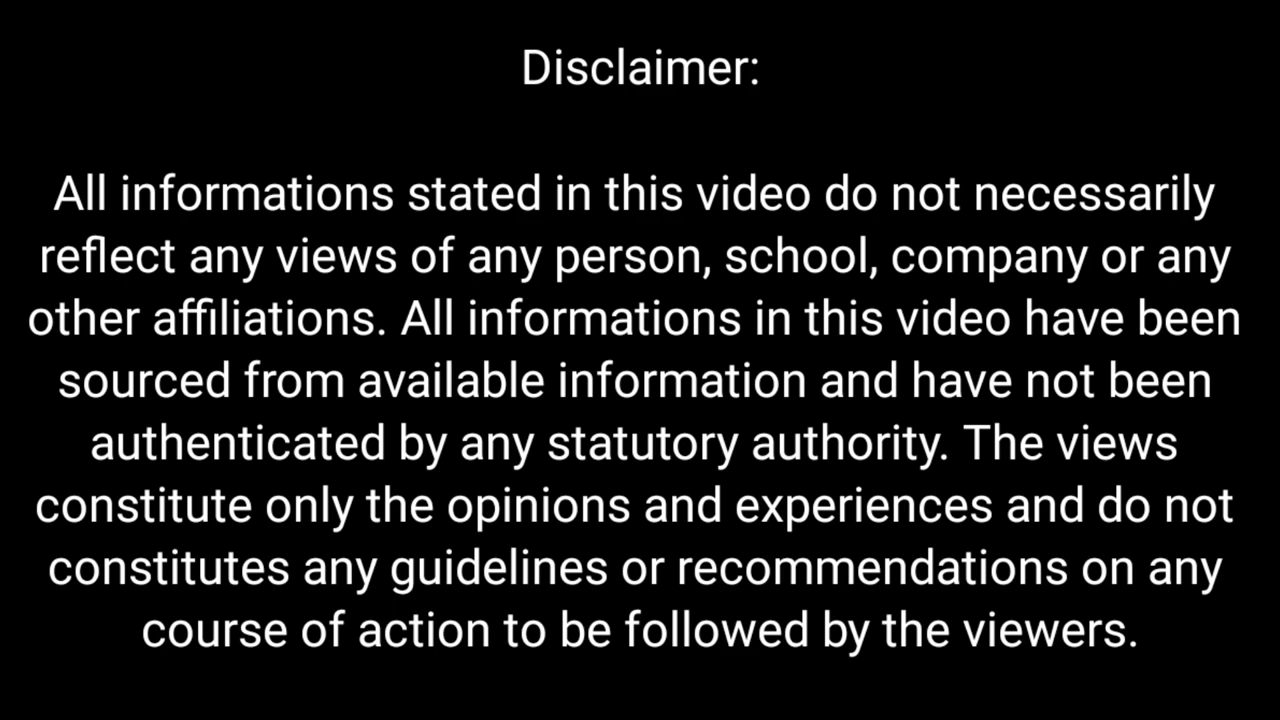 Disclaimer:
All informations stated in this video do not necessarily
reflect any views of any person, school, company or any
other affiliations. All informations in this video have been
sourced from available information and have not been
authenticated by any statutory authority. The views
constitute only the opinions and experiences and do not
constitutes any guidelines or recommendations on any
course of action to be followed by the viewers.